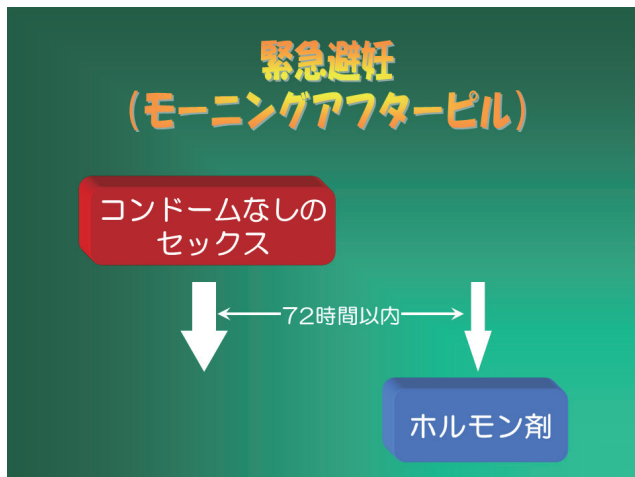 緊急避妊
(モーニングアフターピル)
コンドームなしの
セックス
72時間以内
ホルモン剤